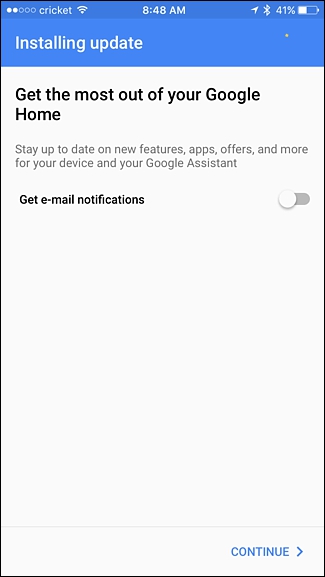 cricket 8:48 AM 41%
Installing update
Get the most out of your Google
Home
Stay up to date on new features, apps, offers, and more
for your device and your Google Assistant
Get e-mail notifications
CONTINUE